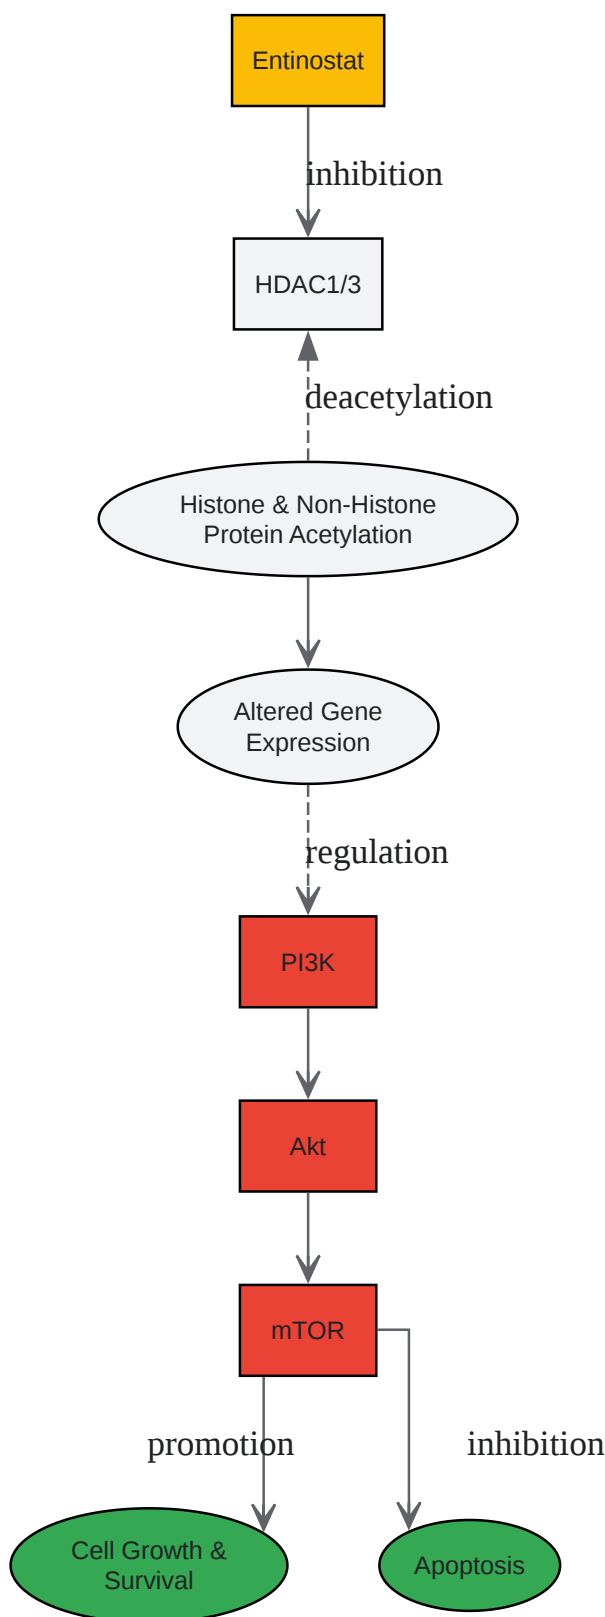 Entinostat
inhibition
HDAC1/3
deacetylation
Histone & Non-Histone
Protein Acetylation
Altered Gene
Expression
regulation
PI3K
Akt
mTOR
promotion
inhibition
Cell Growth &
Survival
Apoptosis